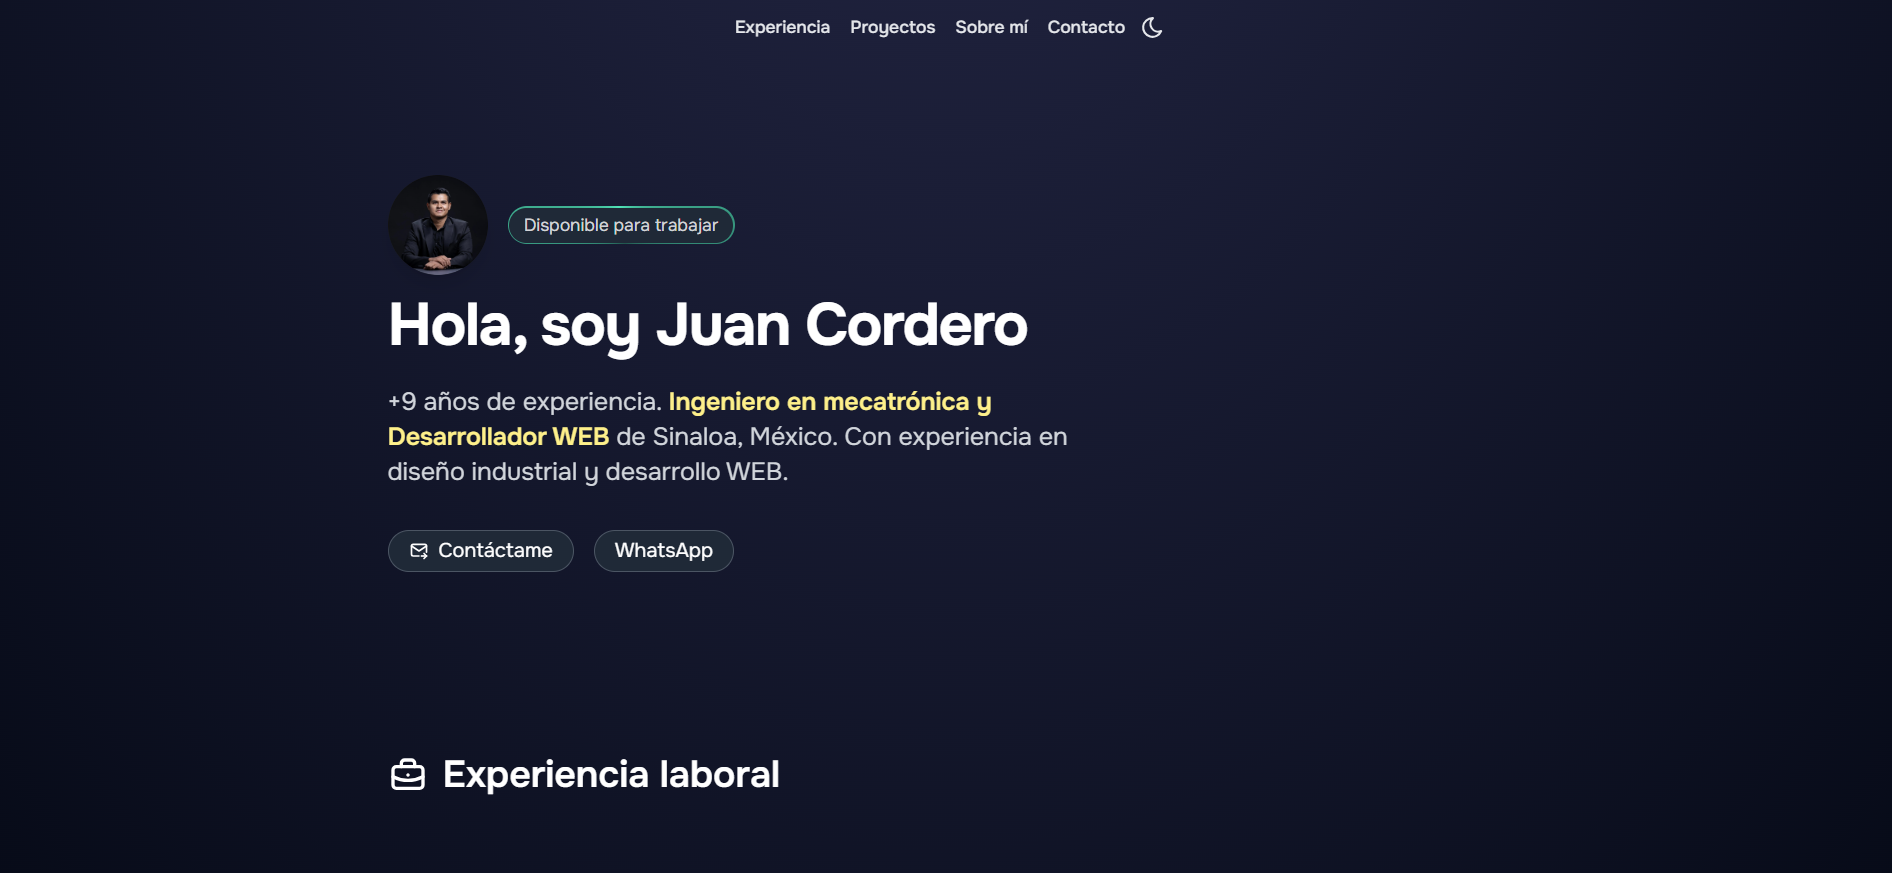 Experiencia Proyectos Sobre mí Contacto
Disponible para trabajar
Hola, soy Juan Cordero
+9 años de experiencia. Ingeniero en mecatrónica y
Desarrollador WEB de Sinaloa, México. Con experiencia en
diseño industrial y desarrollo WEB.
Contáctame WhatsApp
Experiencia laboral